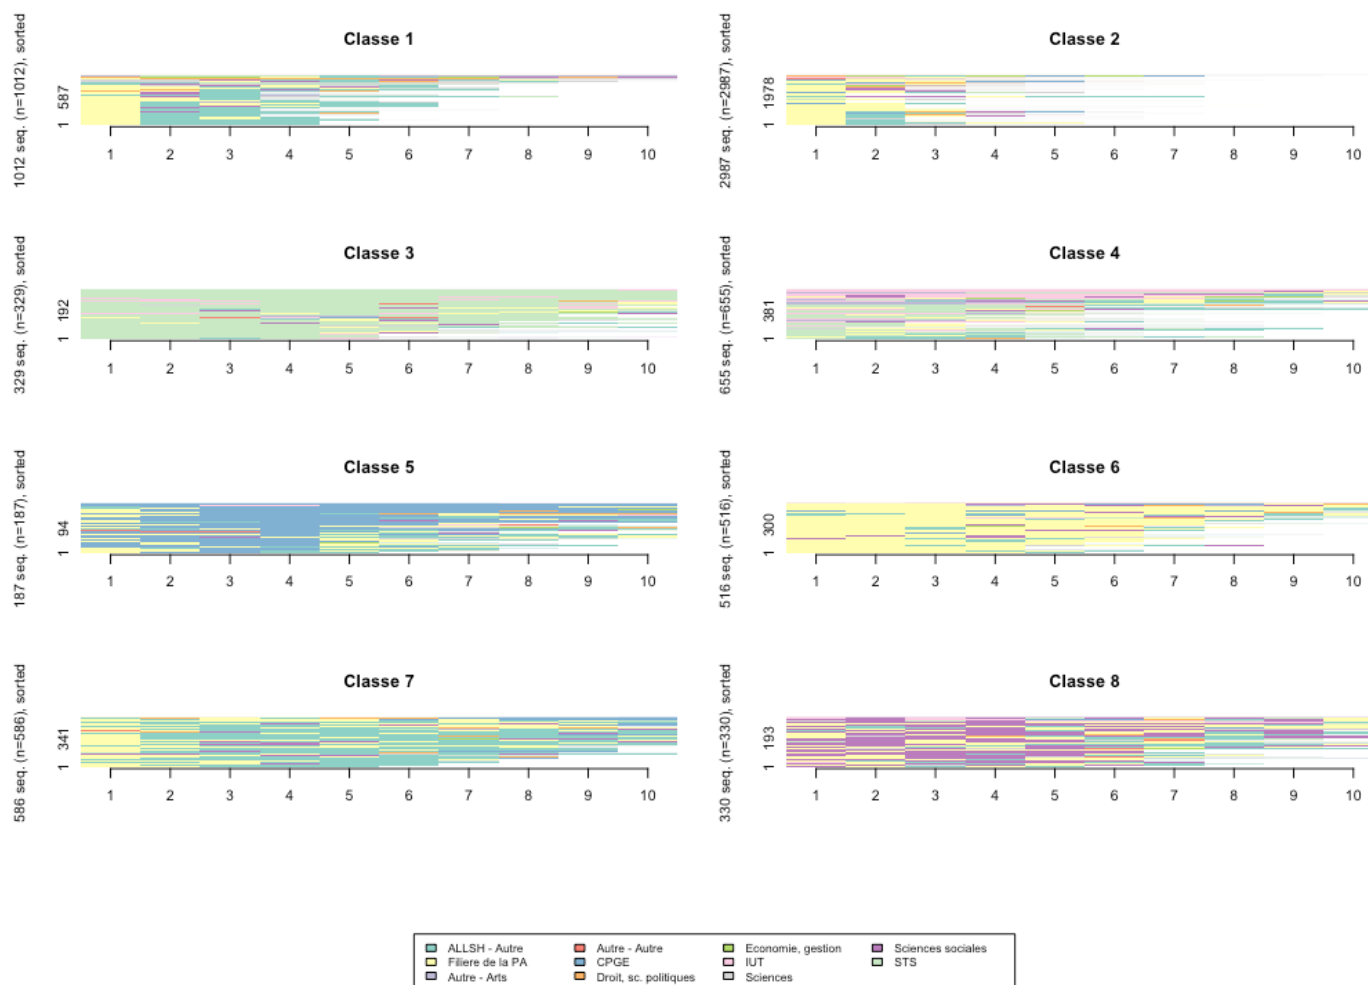 Classe 1
1012 seq. (n=1012), sorted
1 587
1 2 3 4 5 6 7 8 9 10
Classe 2
2987 seq. (n=2987), sorted
1 1978
1 2 3 4 5 6 7 8 9 10
Classe 3
329 seq. (n=329), sorted
1 192
1 2 3 4 5 6 7 8 9 10
Classe 4
655 seq. (n=655), sorted
1 381
1 2 3 4 5 6 7 8 9 10
Classe 5
187 seq. (n=187), sorted
1 94
1 2 3 4 5 6 7 8 9 10
Classe 6
516 seq. (n=516), sorted
1 300
1 2 3 4 5 6 7 8 9 10
Classe 7
586 seq. (n=586), sorted
1 341
1 2 3 4 5 6 7 8 9 10
Classe 8
330 seq. (n=330), sorted
1 193
1 2 3 4 5 6 7 8 9 10
ALLSH - Autre
Filiere de la PA
Autre - Arts
Autre - Autre
CPGE
Droit, sc. politiques
Economie, gestion
IUT
Sciences
Sciences sociales
STS